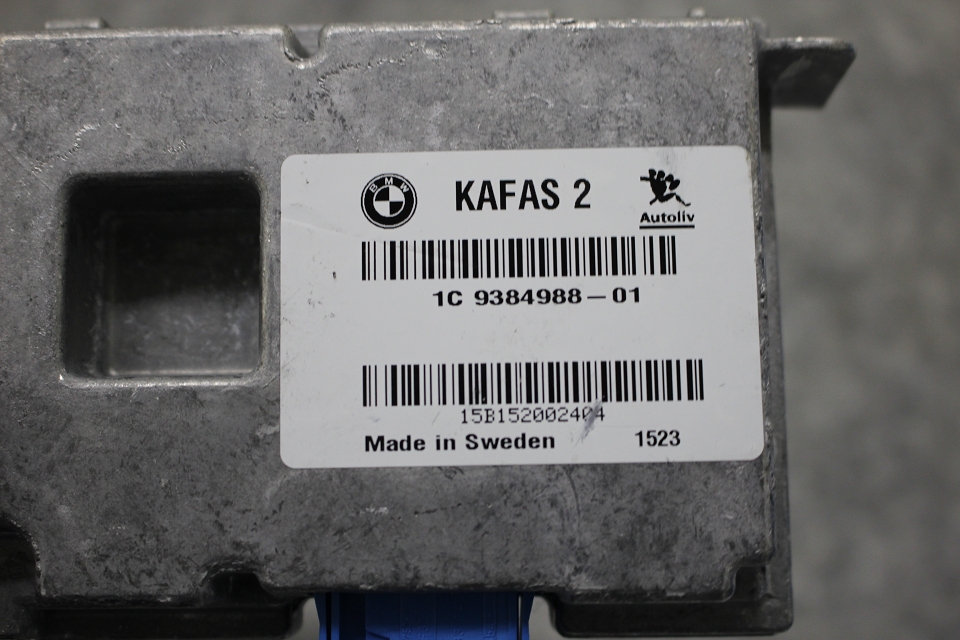 BMW
KAFAS 2
Autoliv
1C 9384988-01
15B152002404
Made in Sweden 1523